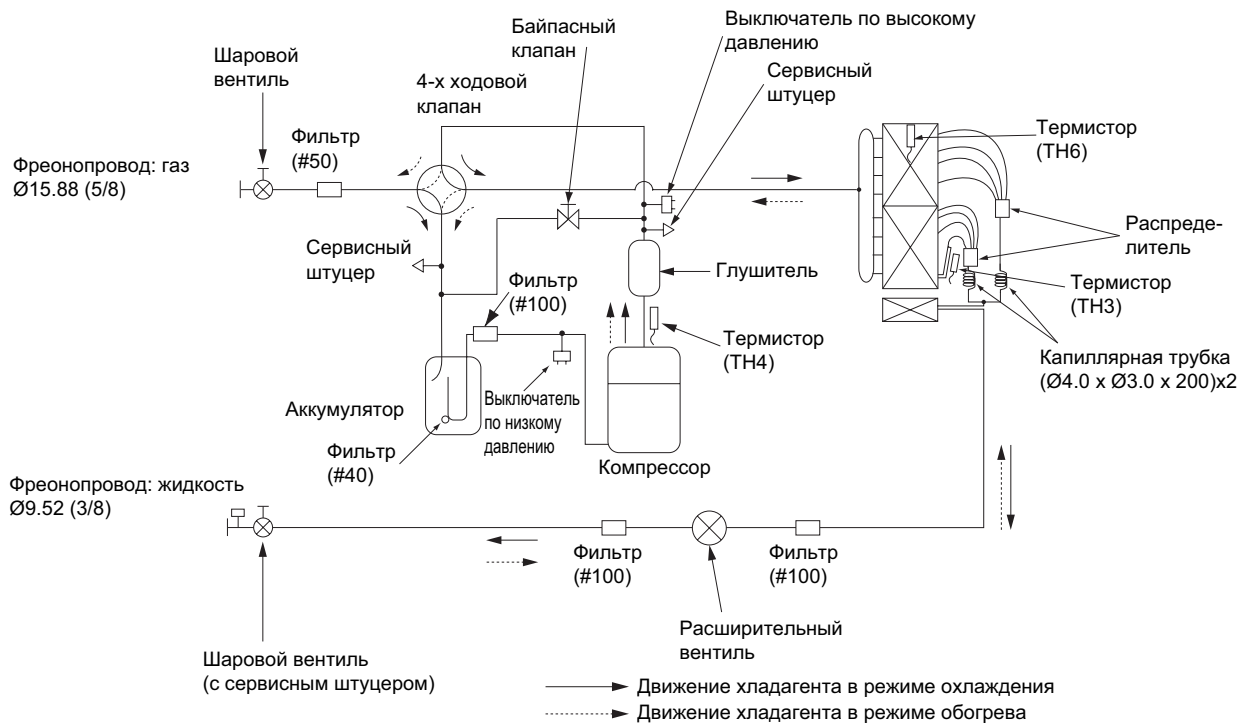 Байпасный
клапан
Выключатель по высокому
давлению
Шаровой
вентиль
4-х ходовой
клапан
Сервисный
штуцер
Фильтр
(#50)
Термистор
(TH6)
Фреонопровод: газ
Ø15.88 (5/8)
Распреде-
литель
Сервисный
штуцер
Фильтр
(#100)
Глушитель
Термистор
(TH3)
Термистор
(TH4)
Капиллярная трубка
(Ø4.0 x Ø3.0 x 200)x2
Аккумулятор
Выключатель
по низкому
давлению
Фильтр
(#40)
Компрессор
Фреонопровод: жидкость
Ø9.52 (3/8)
Фильтр
(#100)
Фильтр
(#100)
Расширительный
вентиль
Шаровой вентиль
(с сервисным штуцером)
Движение хладагента в режиме охлаждения
Движение хладагента в режиме обогрева